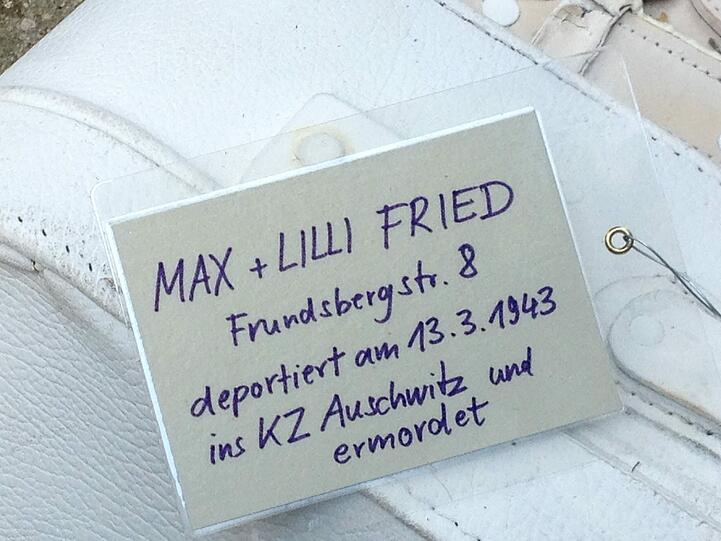 MAX + LILLI FRIED
Frundsbergstr. 8
deportiert am 13.3.1943
ins KZ Auschwitz und
ermordet